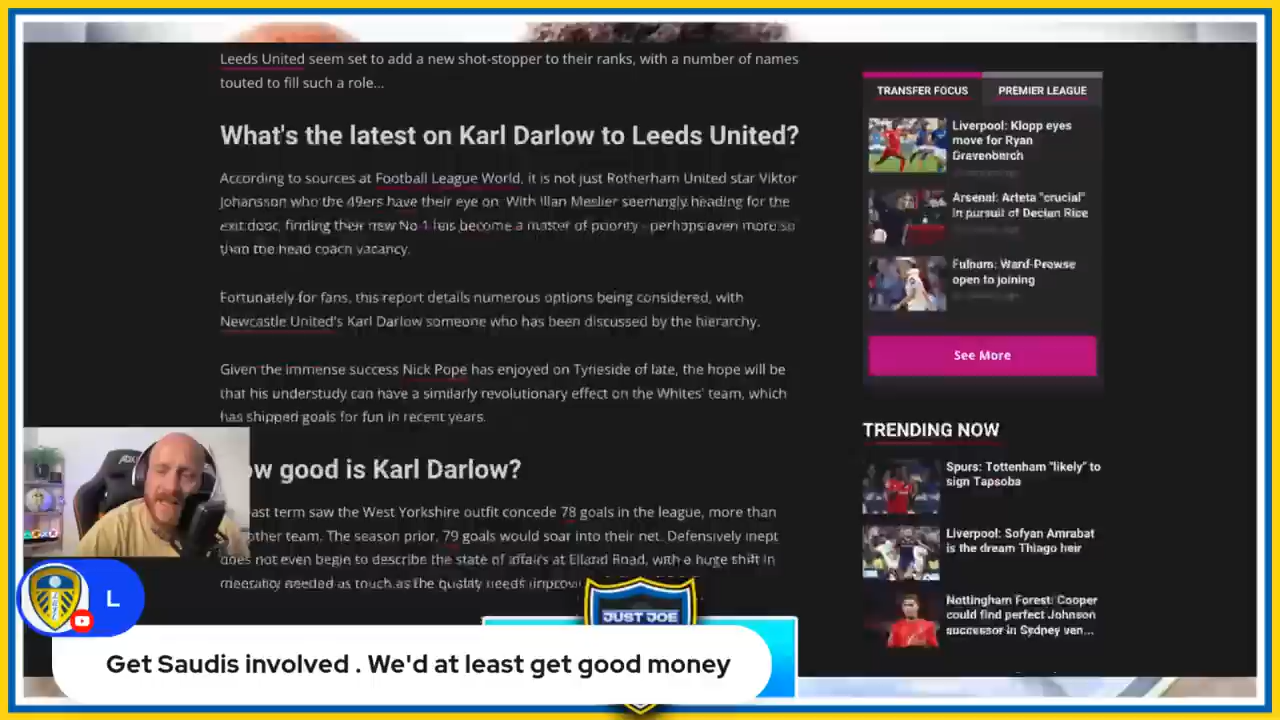 Leeds United seem set to add a new shot-stopper to their ranks, with a number of names
touted to fill such a role...
What's the latest on Karl Darlow to Leeds United?
According to sources at Football League World, it is not just Rotherham United star Viktor
Johansson who the 49ers have their eye on. With Illan Meslier seemingly heading for the
exit door, finding their new No 1 has become a matter of priority - perhaps even more so
than the head coach vacancy.
Fortunately for fans, this report details numerous options being considered, with
Newcastle United's Karl Darlow someone who has been discussed by the hierarchy.
Given the immense success Nick Pope has enjoyed on Tyneside of late, the hope will be
that his understudy can have a similarly revolutionary effect on the Whites' team, which
has shipped goals for fun in recent years.
ow good is Karl Darlow?
ast term saw the West Yorkshire outfit concede 78 goals in the league, more than
other team. The season prior, 79 goals would soar into their net. Defensively inept
does not even begin to describe the state of affairs at Elland Road, with a huge shift in
mentality needed as much as the quality needs improvi
TRANSFER FOCUS
PREMIER LEAGUE
Liverpool: Klopp eyes
move for Ryan
Gravenberch
Arsenal: Arteta "crucial"
in pursuit of Declan Rice
Fulham: Ward-Prowse
open to joining
See More
TRENDING NOW
Spurs: Tottenham "likely" to
sign Tapsoba
Liverpool: Sofyan Amrabat
is the dream Thiago heir
Nottingham Forest: Cooper
could find perfect Johnson
successor in Sydney ven...
JUST JOE
L
Get Saudis involved . We'd at least get good money